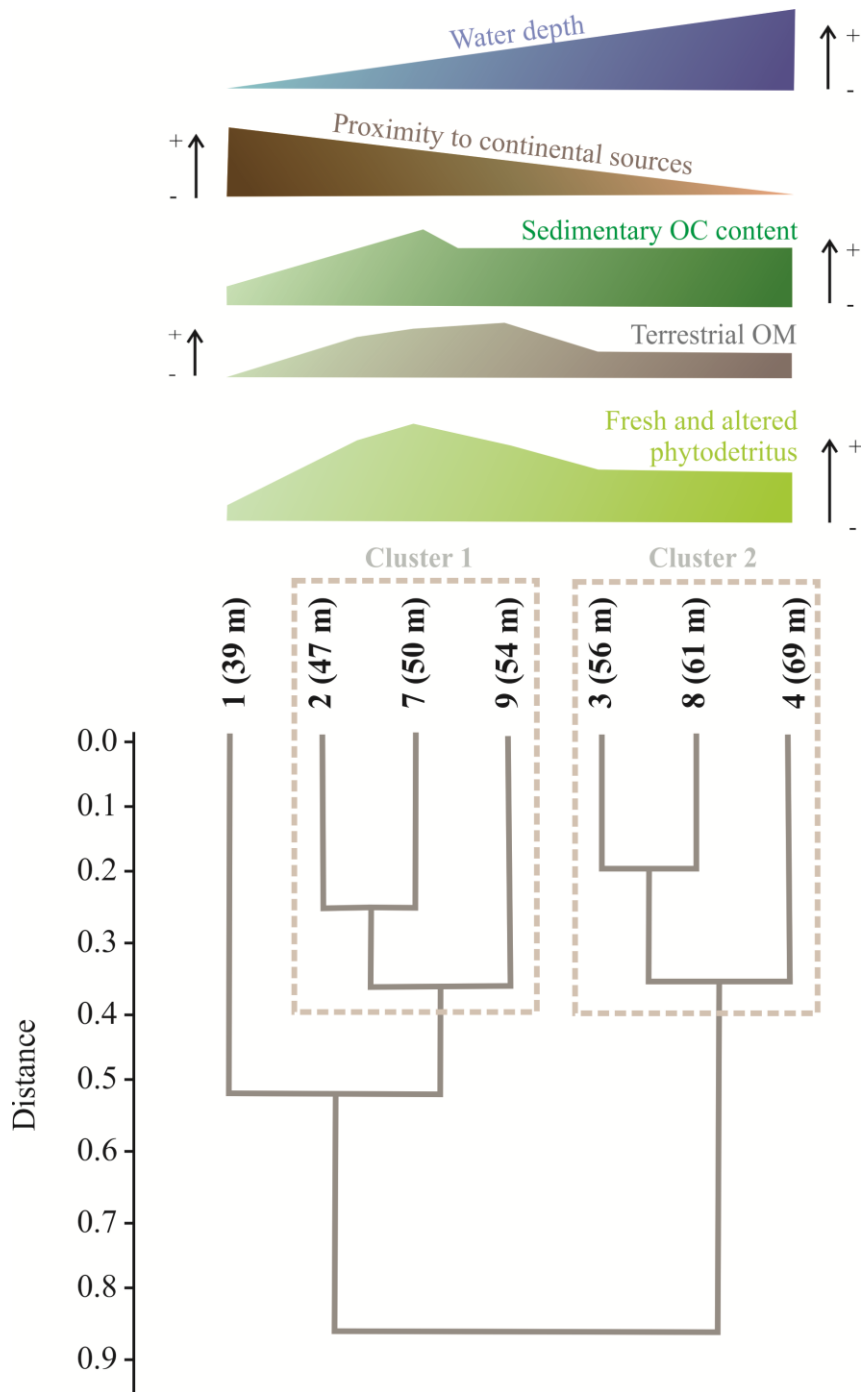 Water depth
+
-
Proximity to continental sources
+
-
Sedimentary OC content
+
-
Terrestrial OM
+
-
Fresh and altered
phytodetritus
+
-
Cluster 1
Cluster 2
1 (39 m)
2 (47 m)
7 (50 m)
9 (54 m)
3 (56 m)
8 (61 m)
4 (69 m)
Distance
0.0
0.1
0.2
0.3
0.4
0.5
0.6
0.7
0.8
0.9